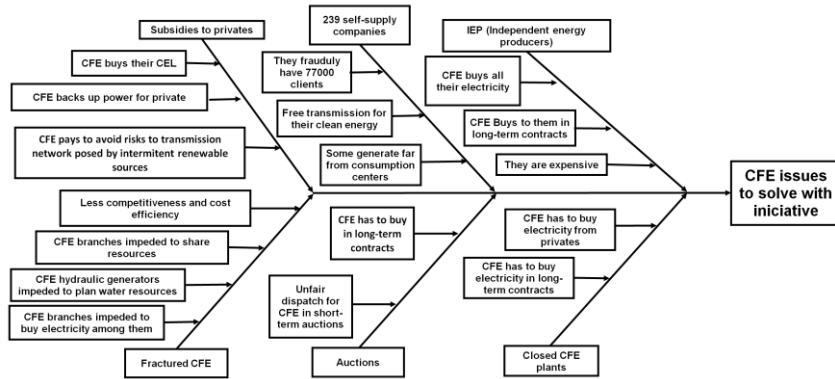 Subsidies to privates
239 self-supply
companies
IEP (Independent energy
producers)
CFE buys their CEL
They frauduly
have 77000
clients
CFE buys all
their electricity
CFE backs up power for private
Free transmission for
their clean energy
CFE Buys to them in
long-term contracts
CFE pays to avoid risks to transmission
network posed by intermitent renewable
sources
Some generate far
from consumption
centers
They are expensive
CFE issues
to solve with
iniciative
Less competitiveness and cost
efficiency
CFE has to buy
in long-term
contracts
CFE has to buy
electricity from
privates
CFE branches impeded to share
resources
CFE hydraulic generators
impeded to plan water resources
Unfair
dispatch for
CFE in short-
term auctions
CFE has to buy
electricity in long-
term contracts
CFE branches impeded to
buy electricity among them
Fractured CFE
Auctions
Closed CFE
plants